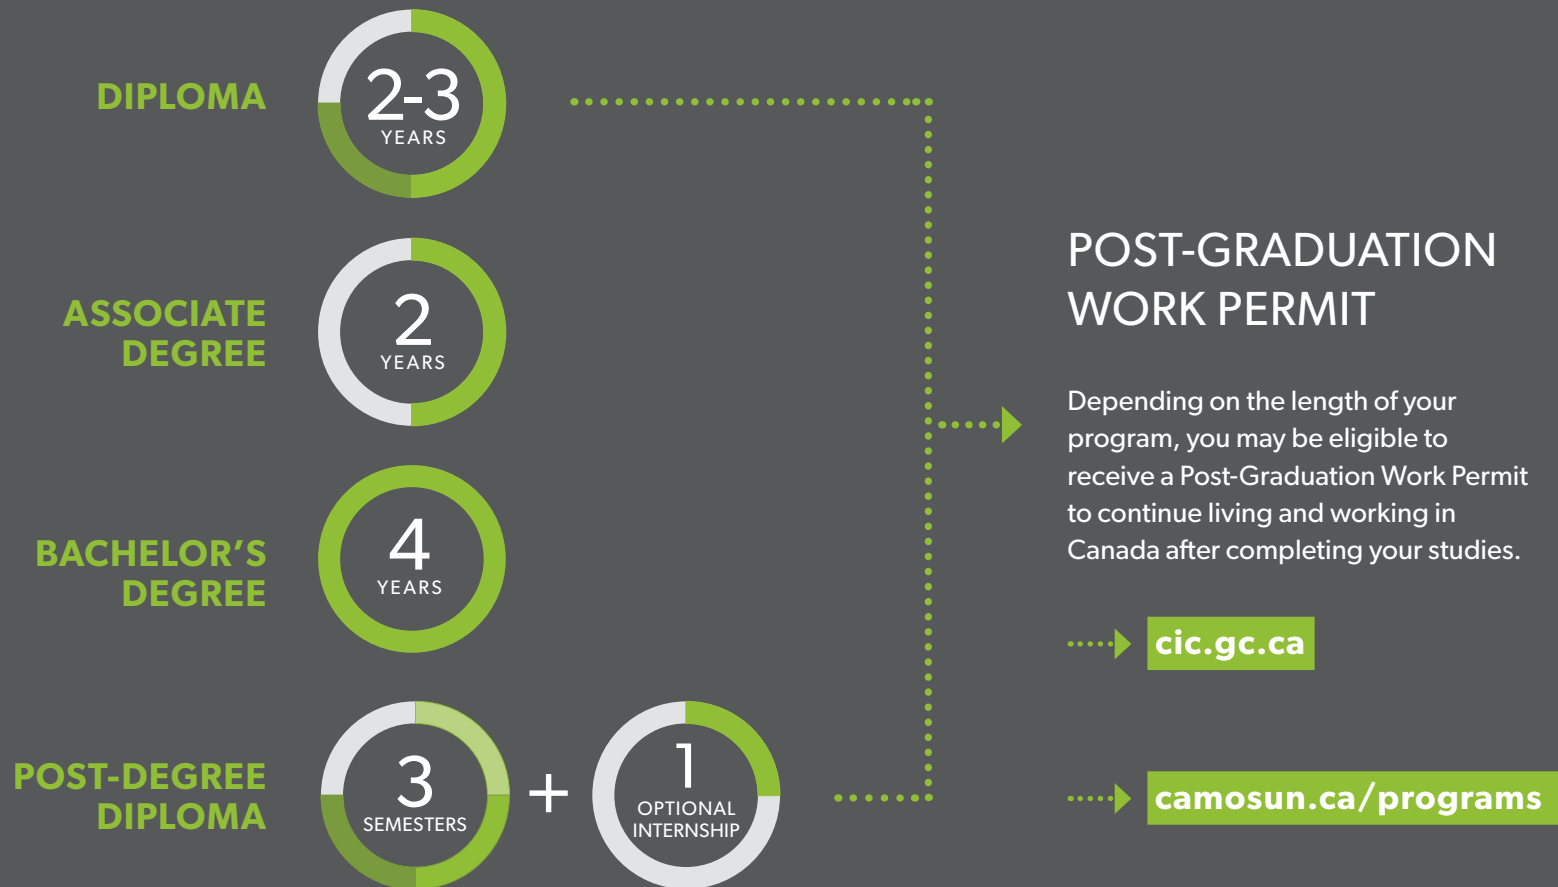 DIPLOMA
2-3
YEARS
ASSOCIATE
DEGREE
2
YEARS
BACHELOR’S
DEGREE
4
YEARS
POST-DEGREE
DIPLOMA
3
SEMESTERS
+
1
OPTIONAL
INTERNSHIP
POST-GRADUATION
WORK PERMIT
Depending on the length of your
program, you may be eligible to
receive a Post-Graduation Work Permit
to continue living and working in
Canada after completing your studies.
cic.gc.ca
camosun.ca/programs